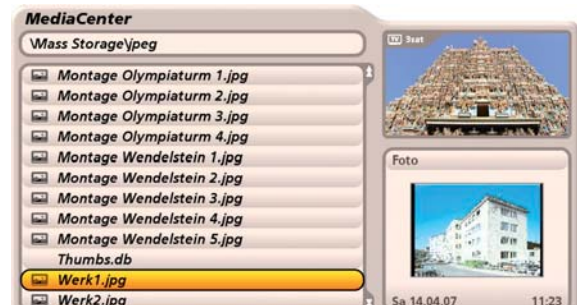 MediaCenter
\Mass Storage\jpeg
Montage Olympiaturm 1.jpg
Montage Olympiaturm 2.jpg
Montage Olympiaturm 3.jpg
Montage Olympiaturm 4.jpg
Montage Wendelstein 1.jpg
Montage Wendelstein 2.jpg
Montage Wendelstein 3.jpg
Montage Wendelstein 4.jpg
Montage Wendelstein 5.jpg
Thumbs.db
Werk1.jpg
Werk2.jpg
TV 3sat
Foto
Sa 14.04.07 11:23